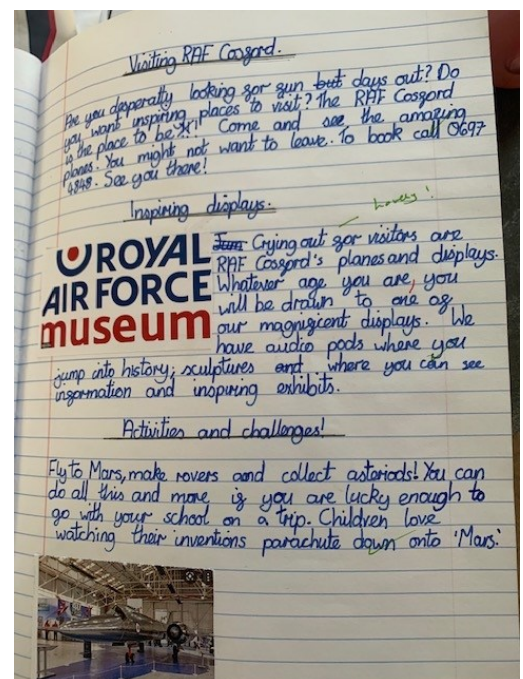 Visiting RAF Cosford.
Are you desperatly looking for fun but days out? Do
you want inspiring places to visit? The RAF Cosford
is the place to be! Come and see the amazing
planes. You might not want to leave. To book call 0697
4848. See you there!
Inspiring displays.
Lovely!
Crying out for visitors are
RAF Cosford's planes and displays.
Whatever age you are, you
will be drawn to one of
our magnificent displays. We
have audio pods where you
jump into history; sculptures and where you can see
information and inspiring exhibits.
ROYAL
AIR FORCE
museum
Activities and challenges!
Fly to Mars, make rovers and collect asteriods! You can
do all this and more if you are lucky enough to
go with your school on a trip. Children love
watching their inventions parachute down onto 'Mars.'